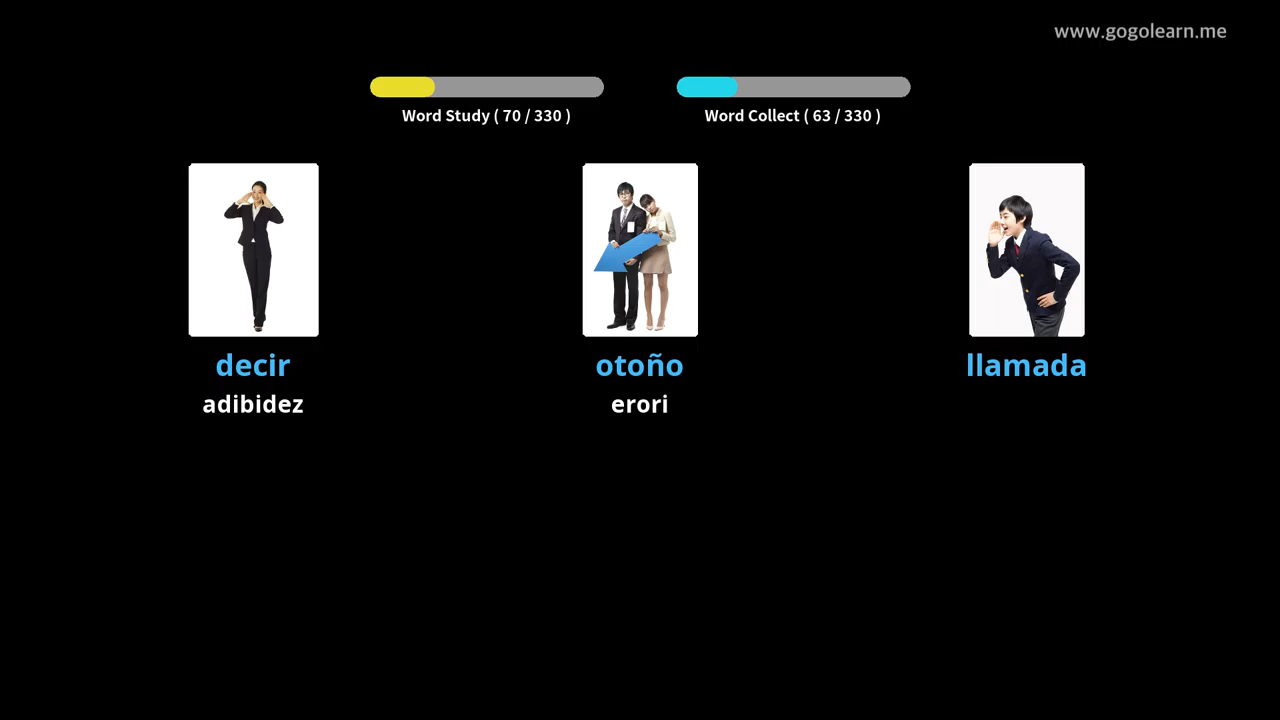 www.gogolearn.me
Word Study ( 70 / 330 )
Word Collect ( 63 / 330 )
decir
adibidez
otoño
erori
llamada